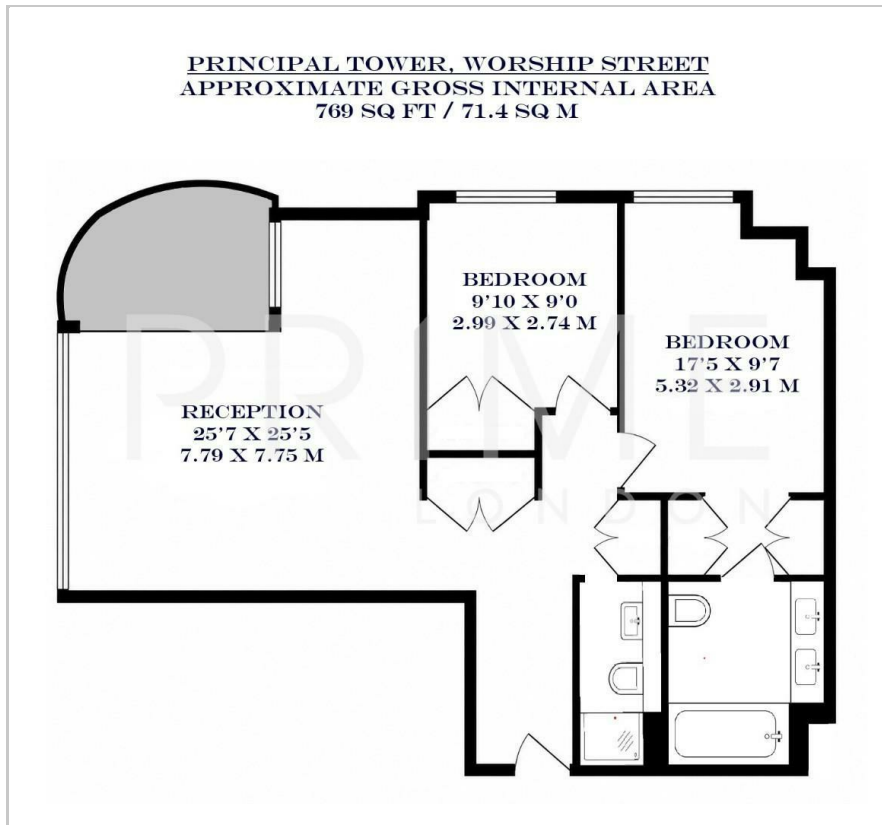 PRINCIPAL TOWER, WORSHIP STREET
APPROXIMATE GROSS INTERNAL AREA
769 SQ FT / 71.4 SQ M
BEDROOM
9'10 X 9'0
2.99 X 2.74 M
BEDROOM
17'5 X 9'7
5.32 X 2.91 M
RECEPTION
25'7 X 25'5
7.79 X 7.75 M
PRIME
LONDON